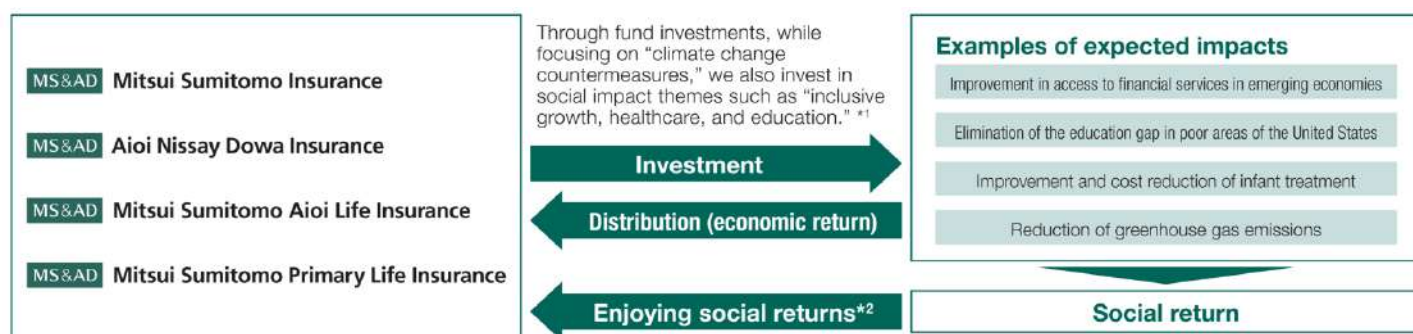 MS&AD Mitsui Sumitomo Insurance
MS&AD Aioi Nissay Dowa Insurance
MS&AD Mitsui Sumitomo Aioi Life Insurance
MS&AD Mitsui Sumitomo Primary Life Insurance
Through fund investments, while
focusing on “climate change
countermeasures,” we also invest in
social impact themes such as “inclusive
growth, healthcare, and education.” *1
Investment
Distribution (economic return)
Enjoying social returns*2
Examples of expected impacts
Improvement in access to financial services in emerging economies
Elimination of the education gap in poor areas of the United States
Improvement and cost reduction of infant treatment
Reduction of greenhouse gas emissions
Social return